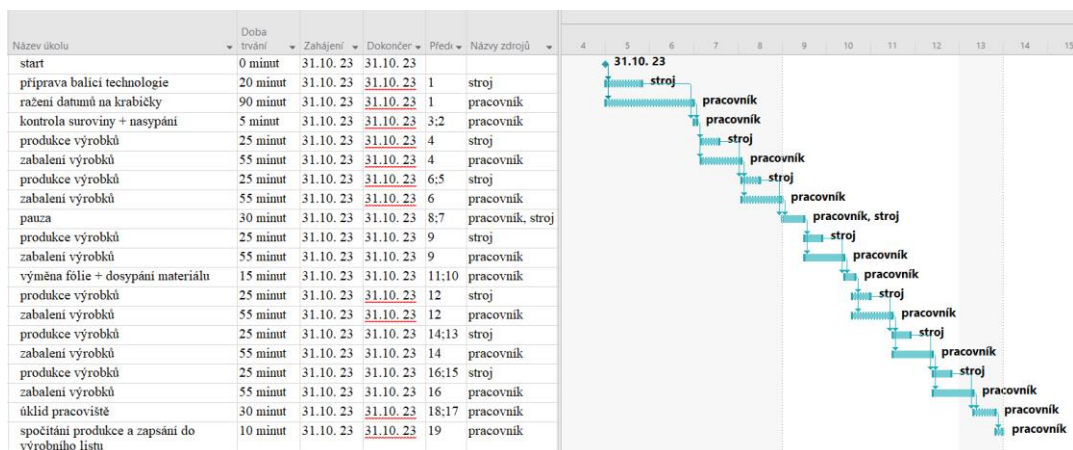 Název úkolu Doba trvání Zahájení Dokončer Předc Názvy zdrojů 4 5 6 7 8 9 10 11 12 13 14 15
start 0 minut 31.10. 23 31.10. 23 31.10. 23
příprava balící technologie 20 minut 31.10. 23 31.10. 23 1 stroj stroj
ražení datumů na krabičky 90 minut 31.10. 23 31.10. 23 1 pracovník pracovník
kontrola suroviny + nasypání 5 minut 31.10. 23 31.10. 23 3;2 pracovník pracovník
produkce výrobků 25 minut 31.10. 23 31.10. 23 4 stroj stroj
zabalení výrobků 55 minut 31.10. 23 31.10. 23 4 pracovník pracovník
produkce výrobků 25 minut 31.10. 23 31.10. 23 6;5 stroj stroj
zabalení výrobků 55 minut 31.10. 23 31.10. 23 6 pracovník pracovník
pauza 30 minut 31.10. 23 31.10. 23 8;7 pracovník, stroj pracovník, stroj
produkce výrobků 25 minut 31.10. 23 31.10. 23 9 stroj stroj
zabalení výrobků 55 minut 31.10. 23 31.10. 23 9 pracovník pracovník
výměna fólie + dosypání materiálu 15 minut 31.10. 23 31.10. 23 11;10 pracovník pracovník
produkce výrobků 25 minut 31.10. 23 31.10. 23 12 stroj stroj
zabalení výrobků 55 minut 31.10. 23 31.10. 23 12 pracovník pracovník
produkce výrobků 25 minut 31.10. 23 31.10. 23 14;13 stroj stroj
zabalení výrobků 55 minut 31.10. 23 31.10. 23 14 pracovník pracovník
produkce výrobků 25 minut 31.10. 23 31.10. 23 16;15 stroj stroj
zabalení výrobků 55 minut 31.10. 23 31.10. 23 16 pracovník pracovník
úklid pracoviště 30 minut 31.10. 23 31.10. 23 18;17 pracovník pracovník
spočítání produkce a zapsání do 10 minut 31.10. 23 31.10. 23 19 pracovník pracovník
výrobního listu